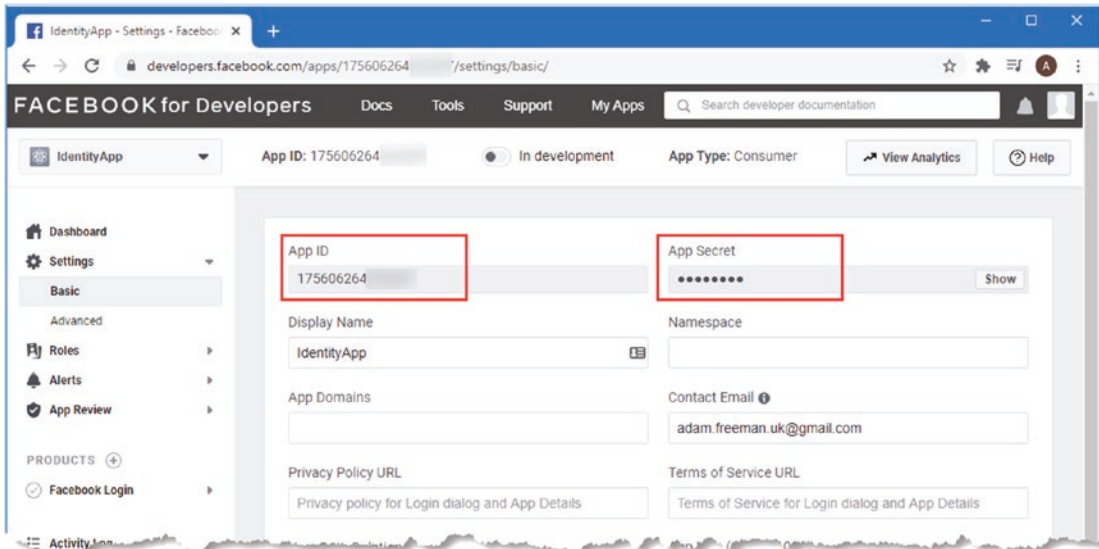 IdentityApp - Settings - Faceboo
developers.facebook.com/apps/175606264 7/settings/basic/
A
FACEBOOK for Developers Docs Tools Support My Apps Search developer documentation
IdentityApp App ID: 175606264 In development App Type: Consumer View Analytics Help
Dashboard
Settings
Basic
Advanced
Roles
Alerts
App Review
PRODUCTS
Facebook Login
Activity Log
App ID App Secret
175606264 •••••••• Show
Display Name Namespace
IdentityApp
App Domains Contact Email
adam.freeman.uk@gmail.com
Privacy Policy URL Terms of Service URL
Privacy policy for Login dialog and App Details Terms of Service for Login dialog and App Details